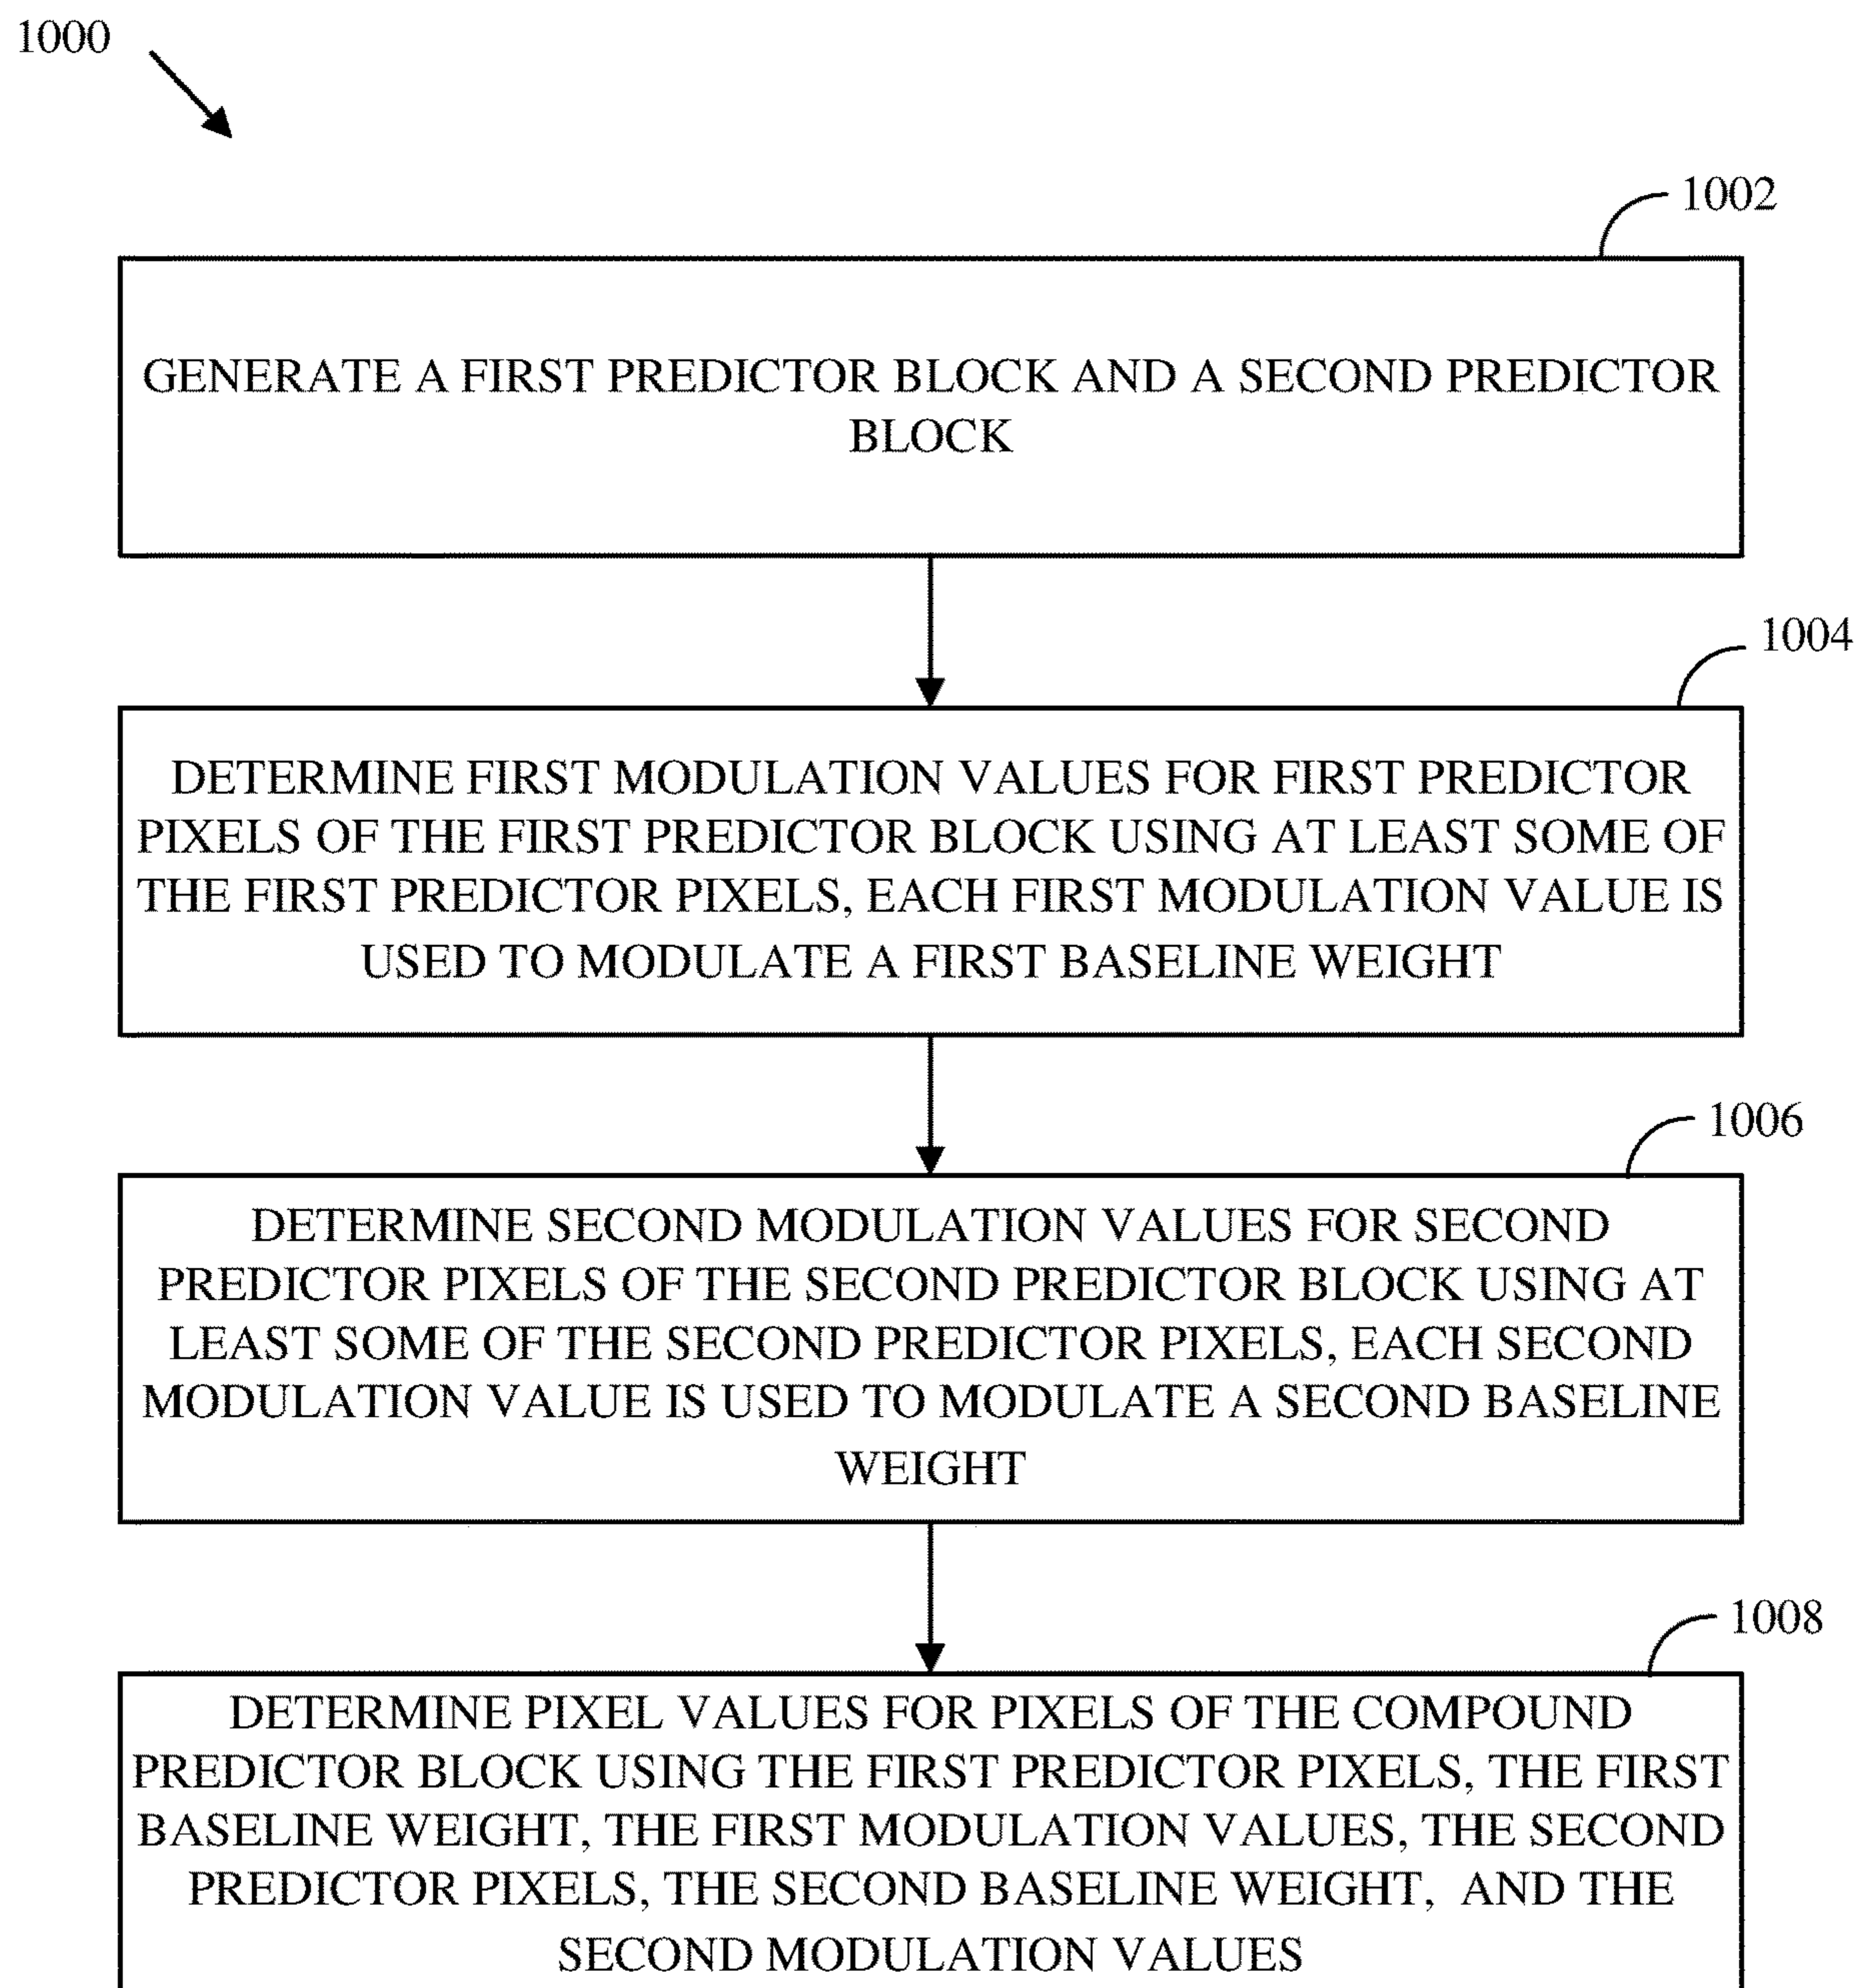 1000
1002
GENERATE A FIRST PREDICTOR BLOCK AND A SECOND PREDICTOR
BLOCK
1004
DETERMINE FIRST MODULATION VALUES FOR FIRST PREDICTOR
PIXELS OF THE FIRST PREDICTOR BLOCK USING AT LEAST SOME OF
THE FIRST PREDICTOR PIXELS, EACH FIRST MODULATION VALUE IS
USED TO MODULATE A FIRST BASELINE WEIGHT
1006
DETERMINE SECOND MODULATION VALUES FOR SECOND
PREDICTOR PIXELS OF THE SECOND PREDICTOR BLOCK USING AT
LEAST SOME OF THE SECOND PREDICTOR PIXELS, EACH SECOND
MODULATION VALUE IS USED TO MODULATE A SECOND BASELINE
WEIGHT
1008
DETERMINE PIXEL VALUES FOR PIXELS OF THE COMPOUND
PREDICTOR BLOCK USING THE FIRST PREDICTOR PIXELS, THE FIRST
BASELINE WEIGHT, THE FIRST MODULATION VALUES, THE SECOND
PREDICTOR PIXELS, THE SECOND BASELINE WEIGHT, AND THE
SECOND MODULATION VALUES